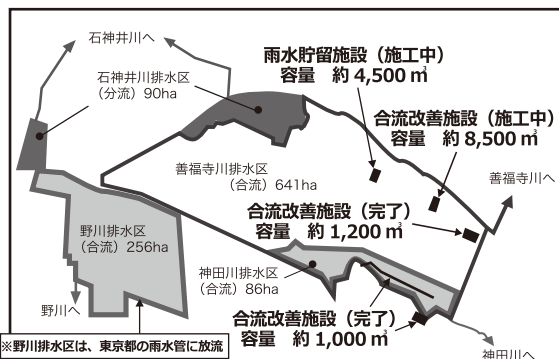 石神井川へ
雨水貯留施設（施工中）
容量　約 4,500 ㎥
石神井川排水区
（分流）90ha
合流改善施設（施工中）
容量　約 8,500 ㎥
善福寺川排水区
（合流）641ha
善福寺川へ
合流改善施設（完了）
容量　約 1,200 ㎥
野川排水区
（合流）256ha
神田川排水区
（合流）86ha
野川へ
合流改善施設（完了）
容量　約 1,000 ㎥
※野川排水区は、東京都の雨水管に放流
神田川へ